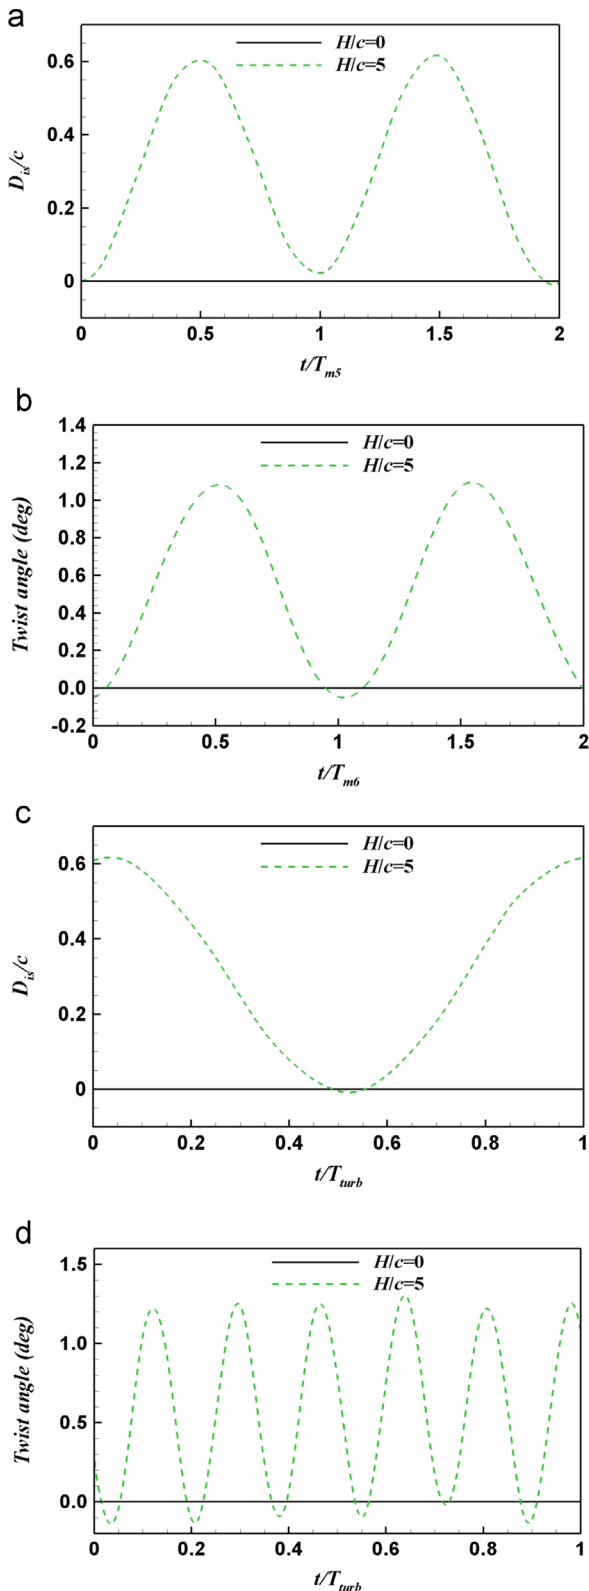 a
H/c=0
H/c=5
0.6
0.4
0.2
0
D_is/c
0 0.5 1 1.5 2
t/T_m5
b
1.4
H/c=0
1.2
H/c=5
1.0
0.8
0.6
0.4
0.2
0.0
-0.2
Twist angle (deg)
0 0.5 1 1.5 2
t/T_m6
c
H/c=0
H/c=5
0.6
0.4
0.2
0
D_is/c
0 0.2 0.4 0.6 0.8 1
t/T_turb
d
H/c=0
1.5
H/c=5
1.0
0.5
0.0
Twist angle (deg)
0 0.2 0.4 0.6 0.8 1
t/T_turb